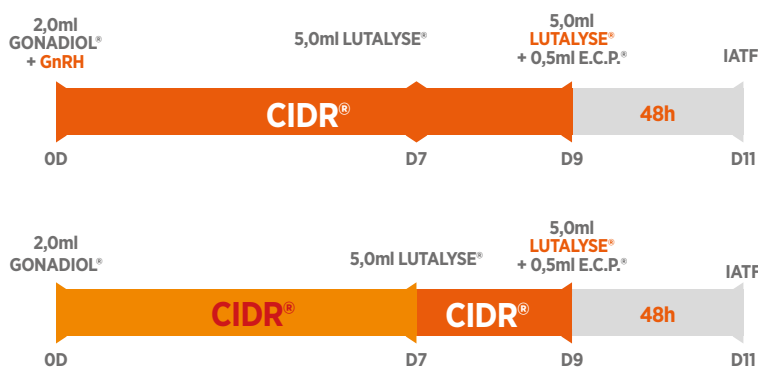 2,0ml
GONADIOL®
+ GnRH
5,0ml LUTALYSE®
5,0ml
LUTALYSE®
+ 0,5ml E.C.P.®
IATF
CIDR®
48h
0D
D7
D9
D11
2,0ml
GONADIOL®
5,0ml LUTALYSE®
5,0ml
LUTALYSE®
+ 0,5ml E.C.P.®
IATF
CIDR®
CIDR®
48h
0D
D7
D9
D11